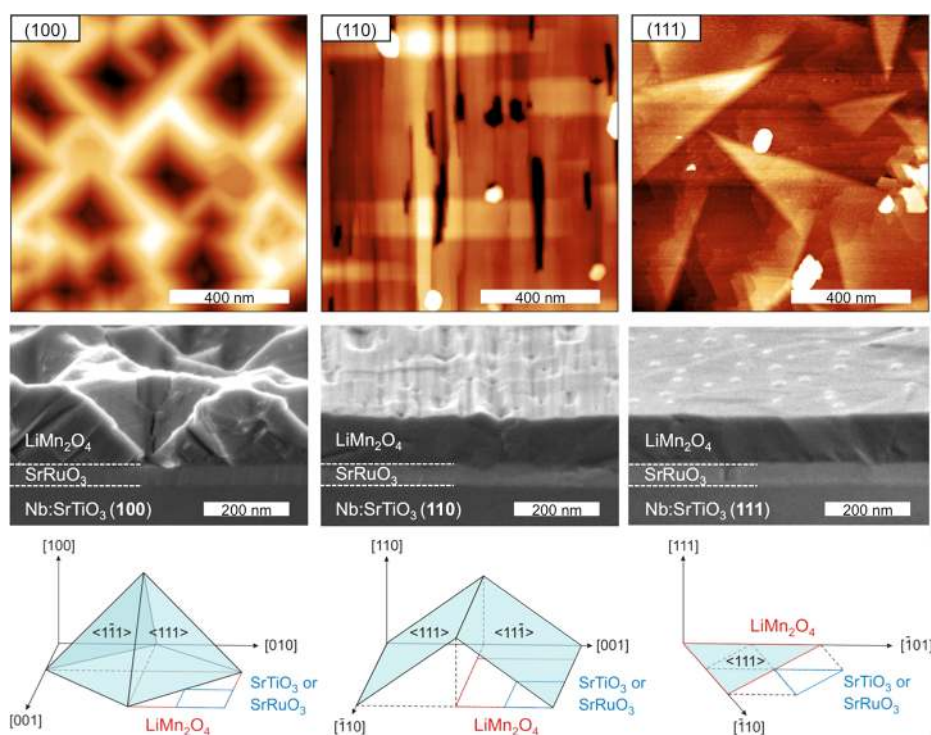 (100)
400 nm
(110)
400 nm
(111)
400 nm
LiMn₂O₄
SrRuO₃
Nb:SrTiO₃ (100)
200 nm
LiMn₂O₄
SrRuO₃
Nb:SrTiO₃ (110)
200 nm
LiMn₂O₄
SrRuO₃
Nb:SrTiO₃ (111)
200 nm
[100]
<11̄1>
<111>
[010]
[001]
SrTiO₃ or
SrRuO₃
LiMn₂O₄
[110]
<111>
<111̄>
[001]
[1̄10]
SrTiO₃ or
SrRuO₃
LiMn₂O₄
[111]
LiMn₂O₄
[1̄01]
<111>
[1̄10]
SrTiO₃ or
SrRuO₃